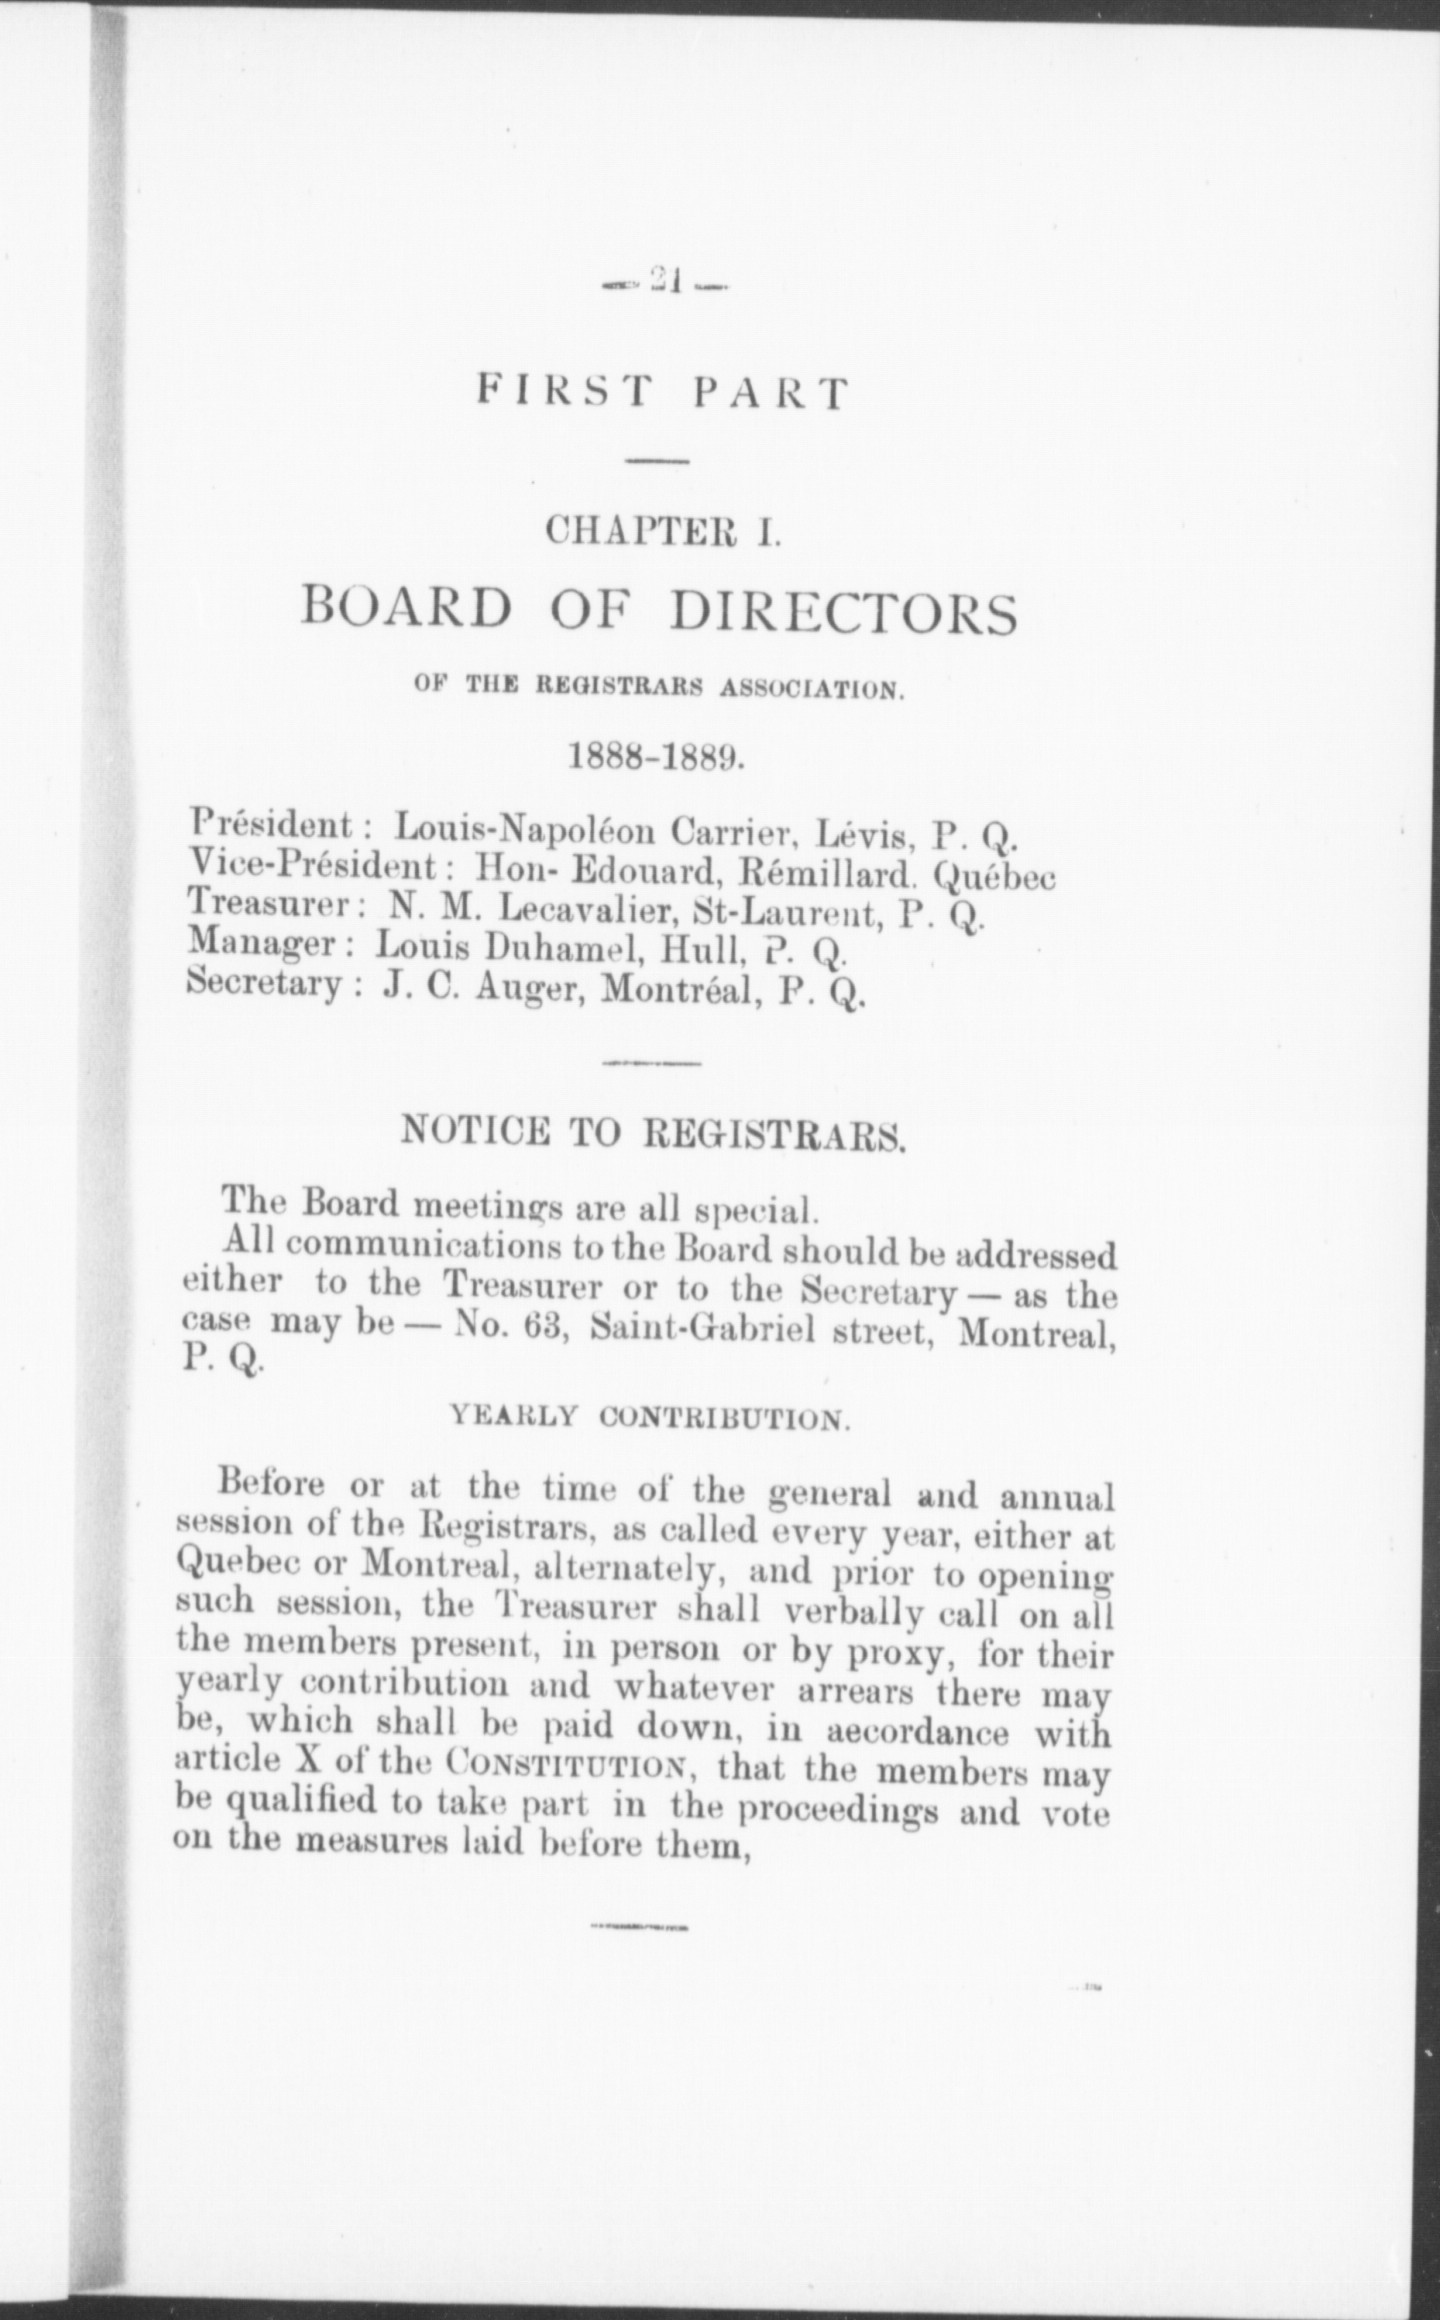 — 21 —
FIRST PART
CHAPTER I.
BOARD OF DIRECTORS
OF THE REGISTRARS ASSOCIATION.
1888-1889.
Président : Louis-Napoléon Carrier, Lévis, P. Q.
Vice-Président : Hon- Edouard, Rémillard. Québec
Treasurer : N. M. Lecavalier, St-Laurent, P. Q.
Manager : Louis Duhamel, Hull, P. Q.
Secretary : J. C. Auger, Montréal, P. Q.
NOTICE TO REGISTRARS.
The Board meetings are all special.
All communications to the Board should be addressed
either to the Treasurer or to the Secretary — as the
case may be — No. 63, Saint-Gabriel street, Montreal,
P. Q.
YEARLY CONTRIBUTION.
Before or at the time of the general and annual
session of the Registrars, as called every year, either at
Quebec or Montreal, alternately, and prior to opening
such session, the Treasurer shall verbally call on all
the members present, in person or by proxy, for their
yearly contribution and whatever arrears there may
be, which shall be paid down, in aecordance with
article X of the CONSTITUTION, that the members may
be qualified to take part in the proceedings and vote
on the measures laid before them,